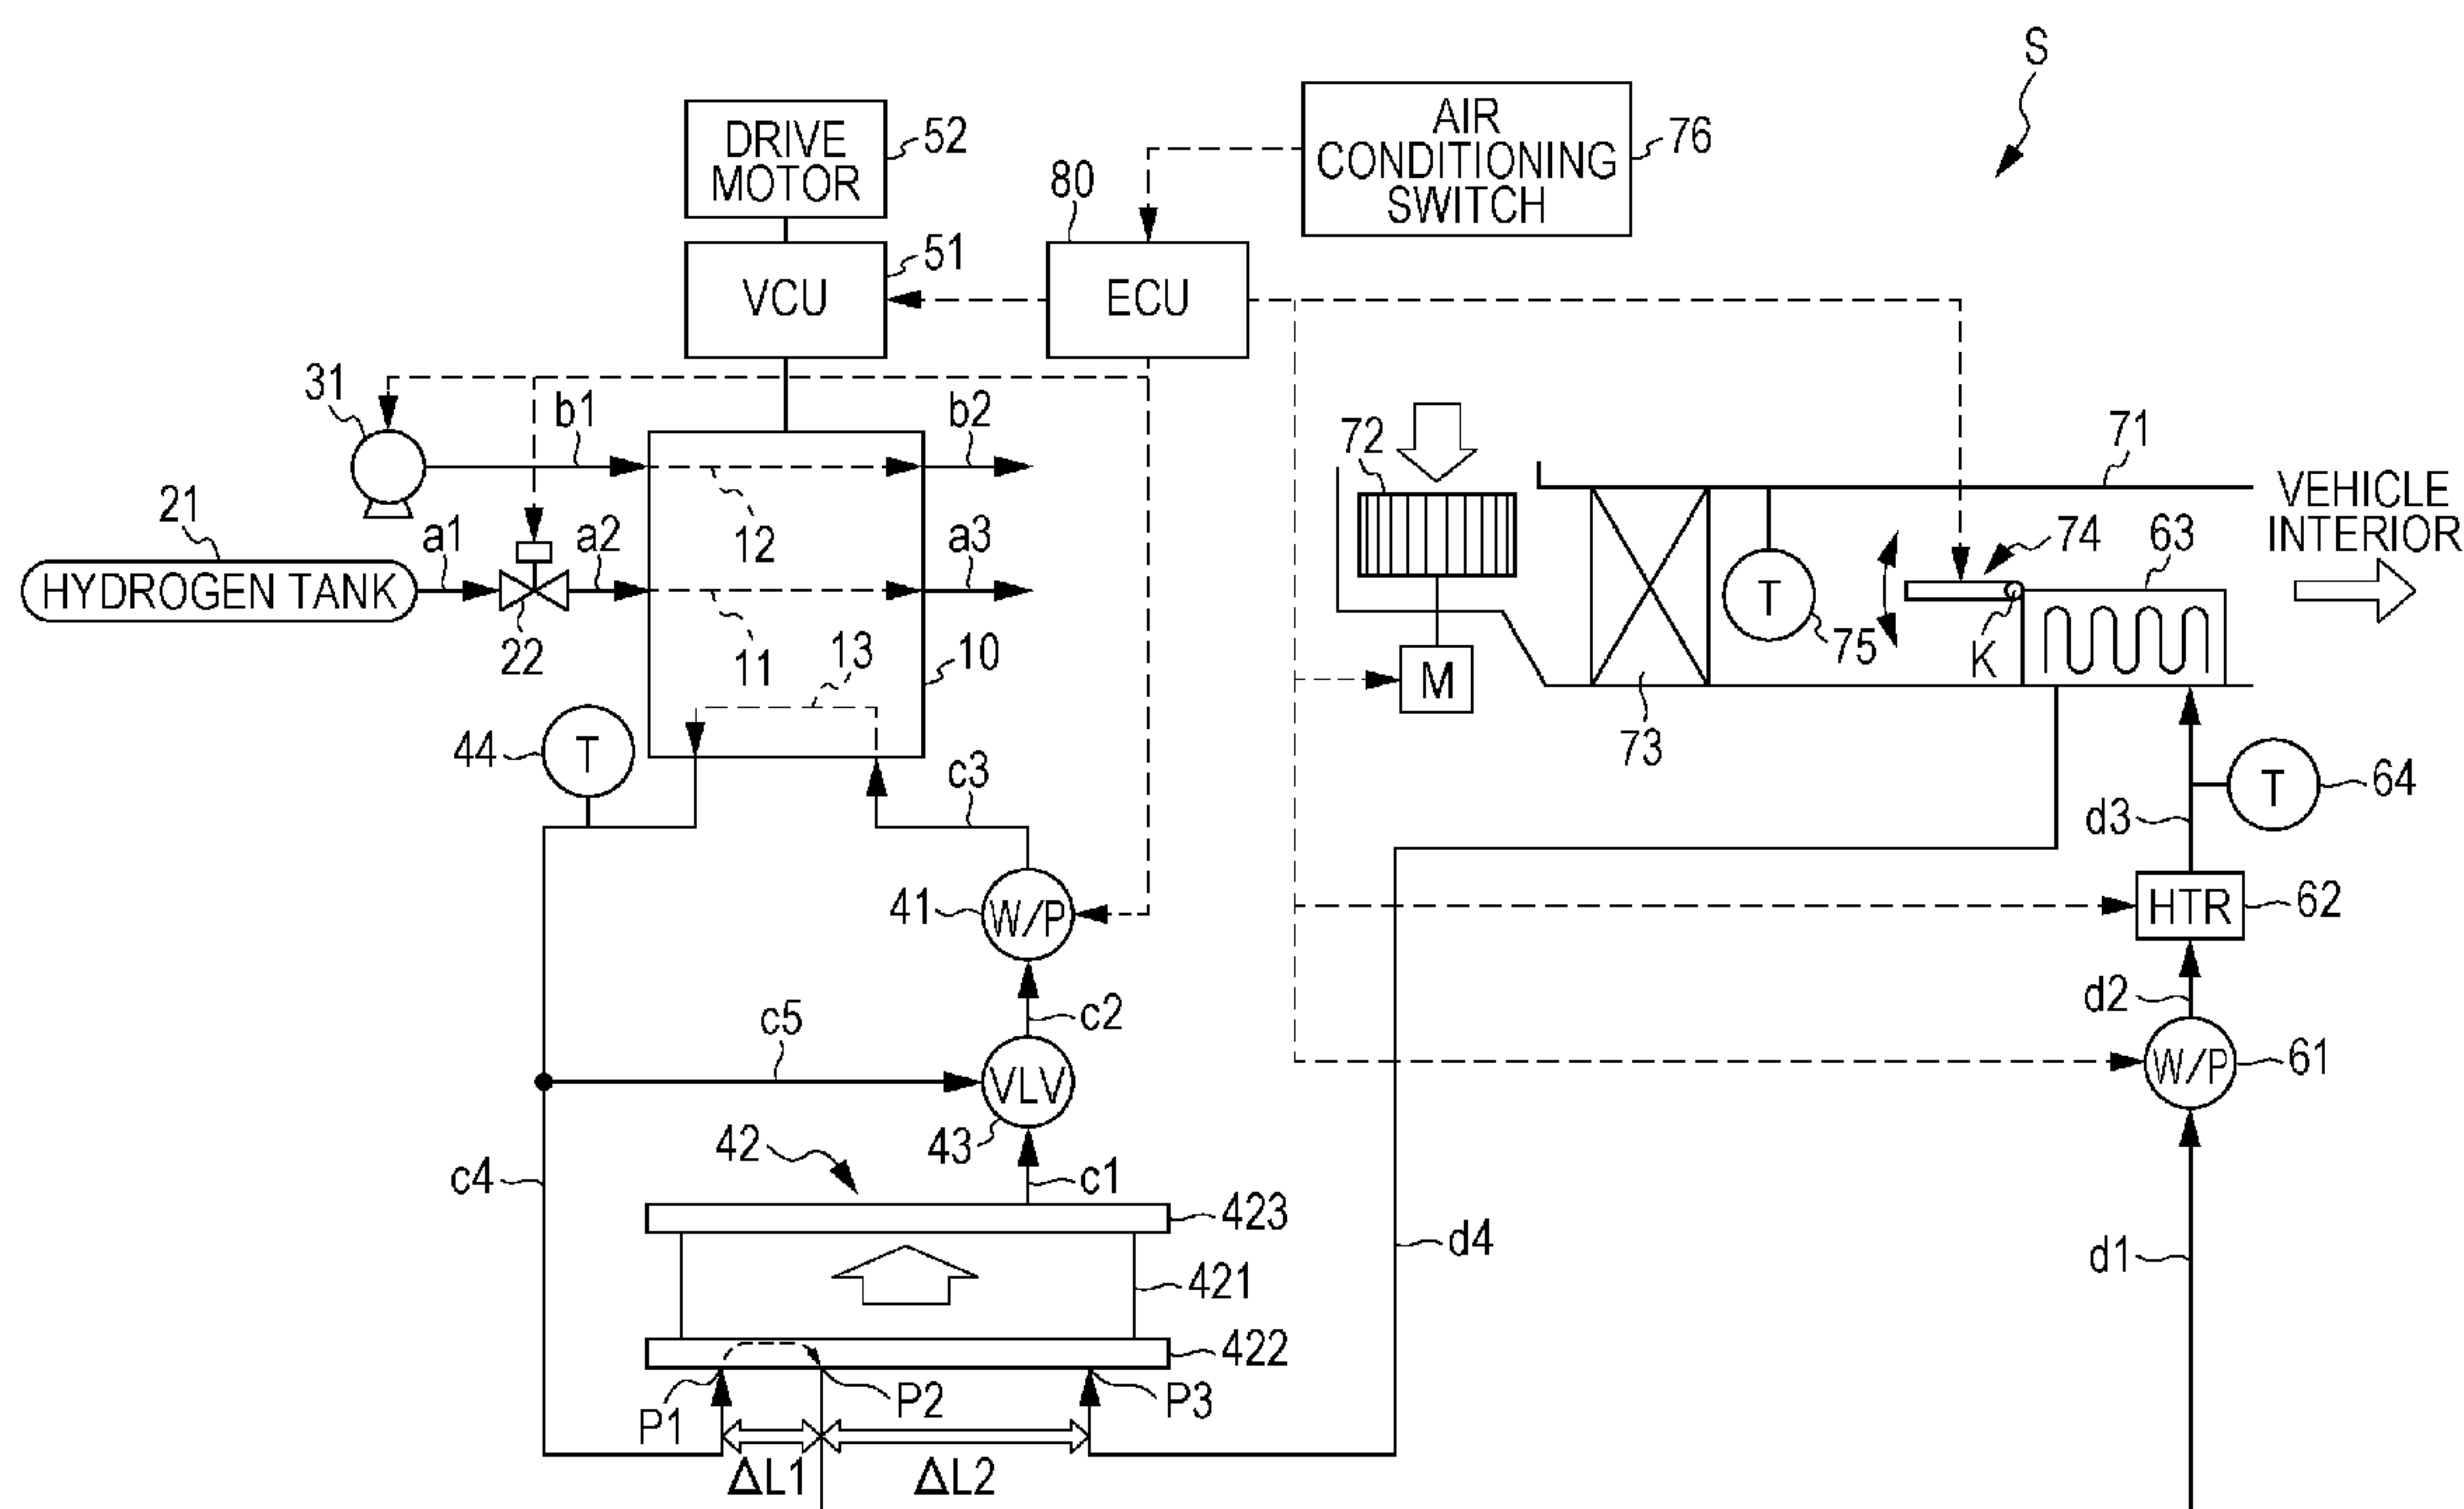 S
DRIVE
MOTOR
52
AIR
CONDITIONING
SWITCH
76
80
VCU
51
ECU
31
b1
b2
72
71
VEHICLE
INTERIOR
21
HYDROGEN TANK
a1
a2
22
12
11
a3
13
10
T
75
74
K
63
M
73
44
T
c3
T
64
d3
41
W/P
HTR
62
c2
d2
c5
VLV
43
W/P
61
42
c4
c1
423
421
422
d4
d1
P1
P2
P3
ΔL1
ΔL2